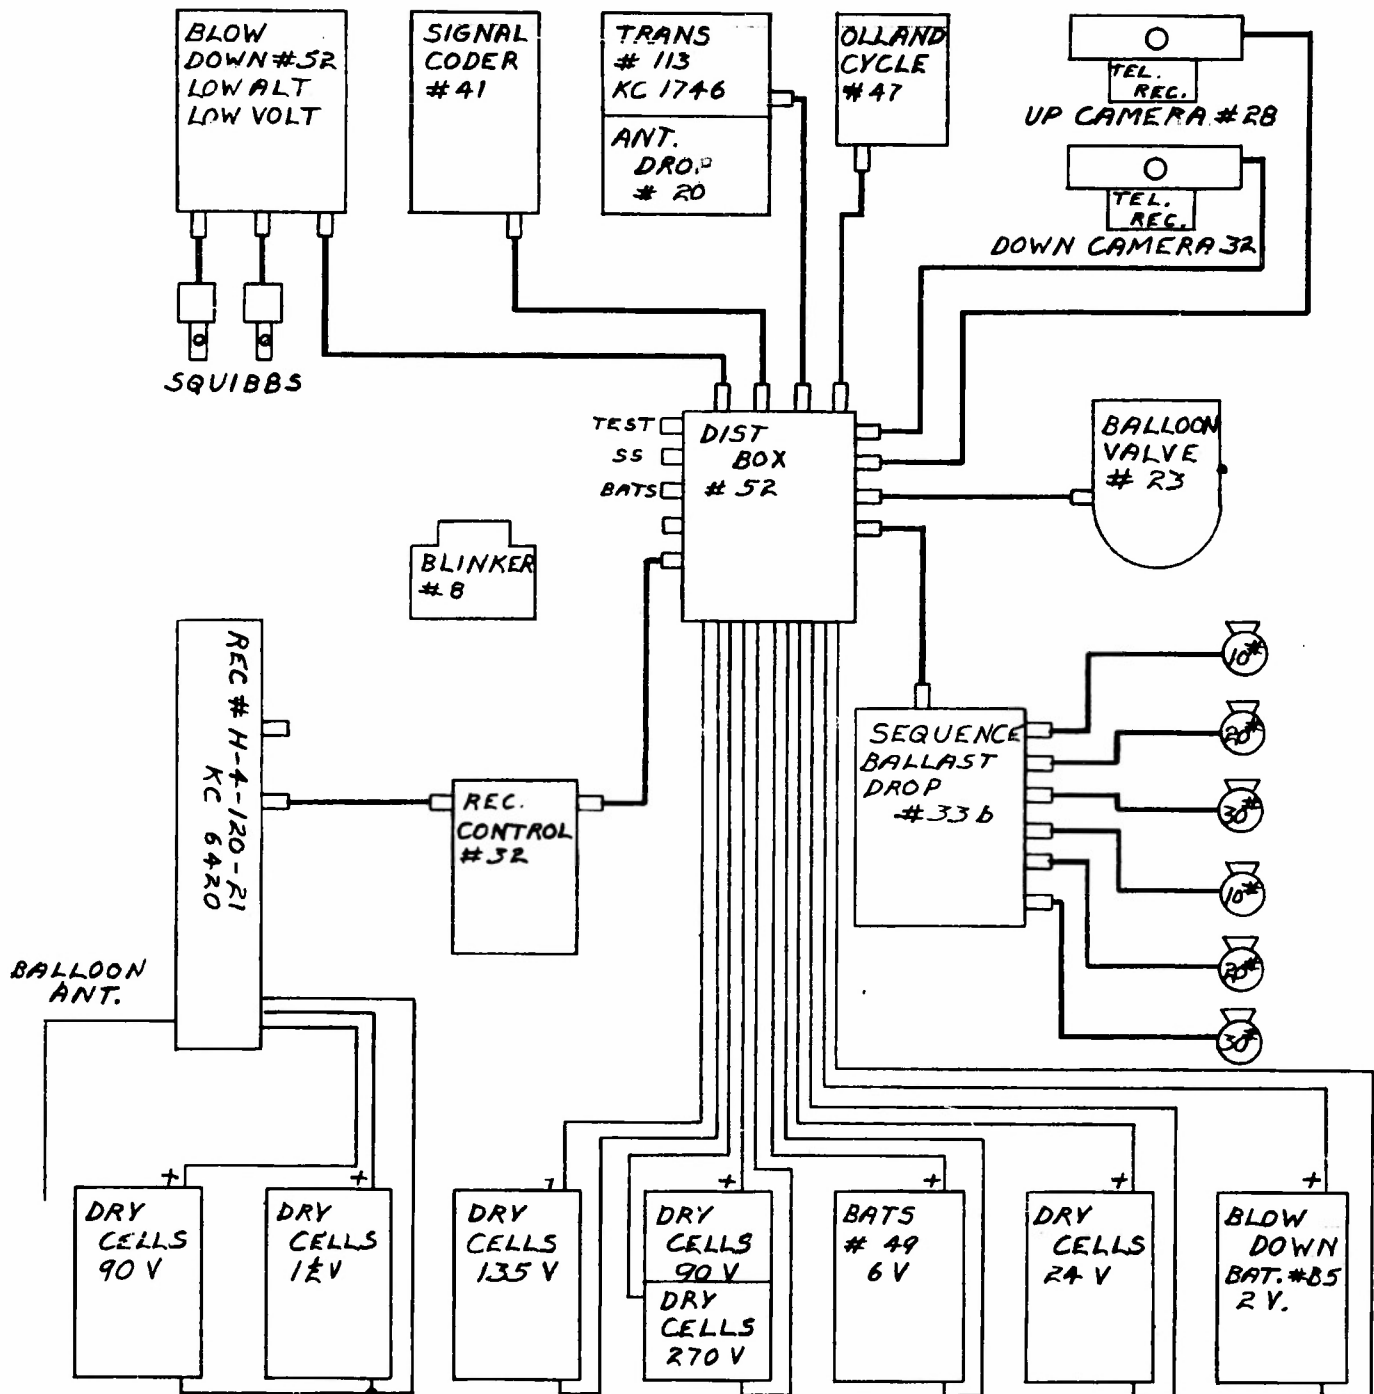 BLOW
DOWN #52
LOW ALT
LOW VOLT
SIGNAL
CODER
#41
TRANS
# 113
KC 1746
ANT.
DROP
# 20
OLLAND
CYCLE
#47
TEL.
REC.
UP CAMERA #28
TEL.
REC.
DOWN CAMERA 32
SQUIBBS
TEST
SS
BATS
DIST
BOX
# 52
BALLOON
VALVE
# 23
BLINKER
#8
REC # H-4-120-21
KC 6420
REC.
CONTROL
#32
SEQUENCE
BALLAST
DROP
#33b
10#
20#
30#
10#
20#
30#
BALLOON
ANT.
+
+
-
+
+
+
+
DRY
CELLS
90 V
DRY
CELLS
1½ V
DRY
CELLS
135 V
DRY
CELLS
90 V
DRY
CELLS
270 V
BATS
# 49
6 V
DRY
CELLS
24 V
BLOW
DOWN
BAT. #B5
2 V.